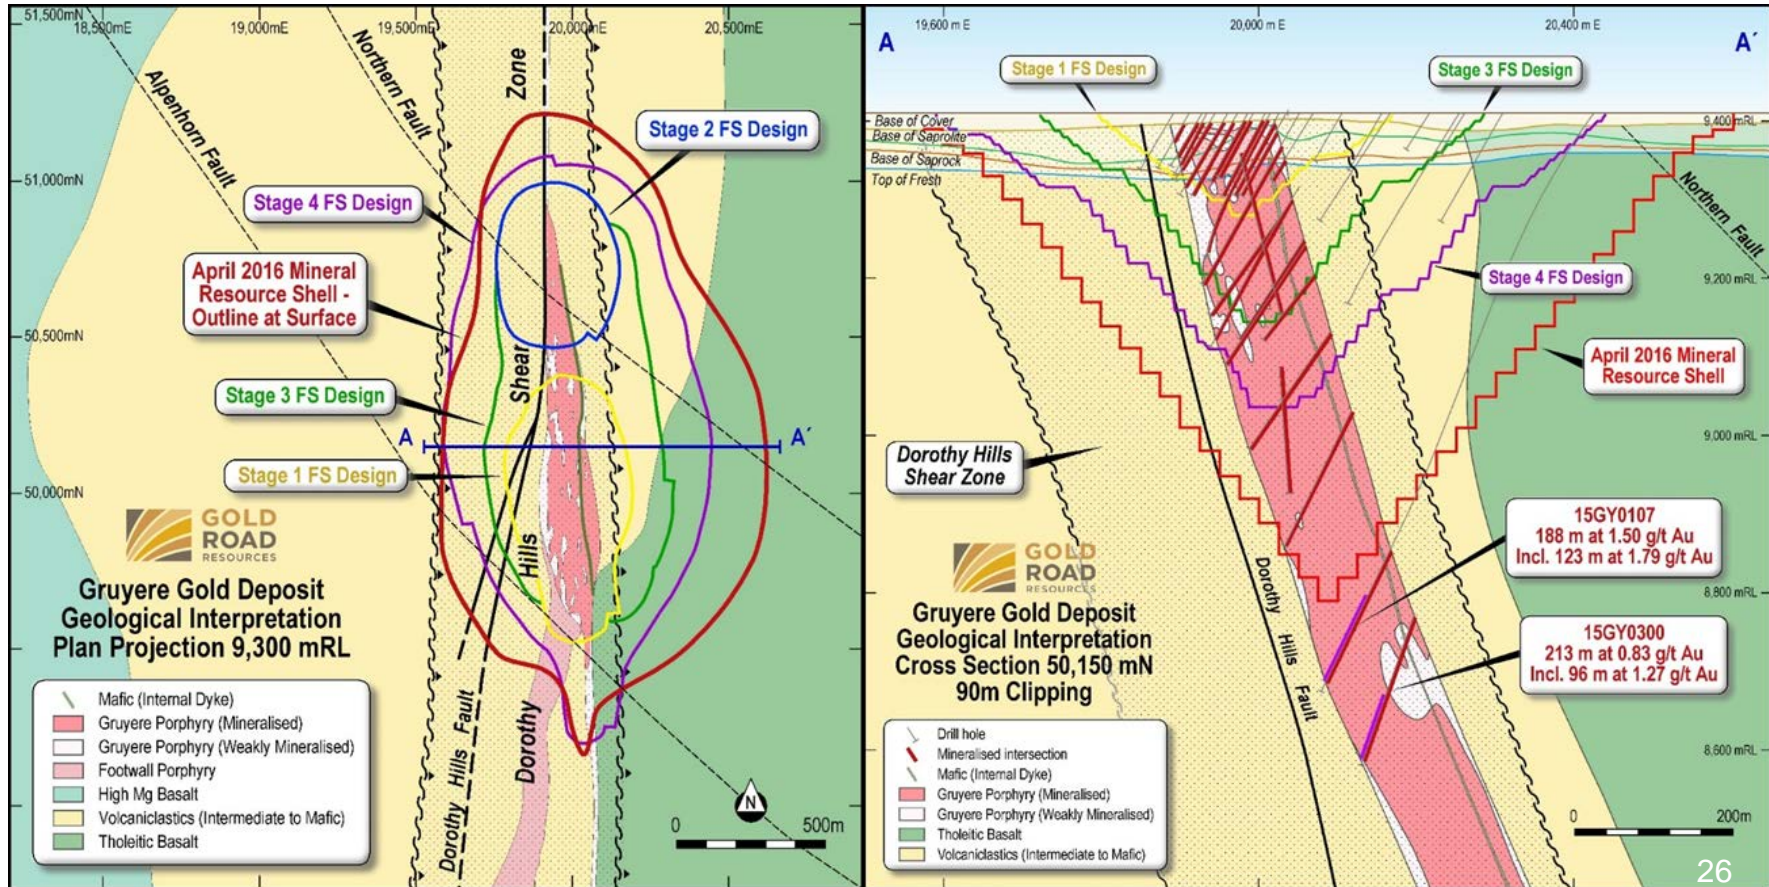 51,500mN
18,500mE
19,000mE
19,500mE
20,000mE
20,500mE
Alpenhorn Fault
Northern Fault
Zone
Stage 2 FS Design
51,000mN
Stage 4 FS Design
April 2016 Mineral
Resource Shell -
Outline at Surface
50,500mN
Shear
Stage 3 FS Design
A
A´
Stage 1 FS Design
50,000mN
Hills
GOLD
ROAD
RESOURCES
Gruyere Gold Deposit
Geological Interpretation
Plan Projection 9,300 mRL
Mafic (Internal Dyke)
Gruyere Porphyry (Mineralised)
Gruyere Porphyry (Weakly Mineralised)
Footwall Porphyry
High Mg Basalt
Volcaniclastics (Intermediate to Mafic)
Tholeitic Basalt
Dorothy Hills Fault
Dorothy
N
0
500m
19,600 m E
20,000 m E
20,400 m E
A
A´
Stage 1 FS Design
Stage 3 FS Design
Base of Cover
Base of Saprolite
Base of Saprock
Top of Fresh
9,400 mRL
Northern Fault
9,200 mRL
Stage 4 FS Design
April 2016 Mineral
Resource Shell
9,000 mRL
Dorothy Hills
Shear Zone
15GY0107
188 m at 1.50 g/t Au
Incl. 123 m at 1.79 g/t Au
8,800 mRL
15GY0300
213 m at 0.83 g/t Au
Incl. 96 m at 1.27 g/t Au
8,600 mRL
Dorothy Hills Fault
GOLD
ROAD
RESOURCES
Gruyere Gold Deposit
Geological Interpretation
Cross Section 50,150 mN
90m Clipping
Drill hole
Mineralised intersection
Mafic (Internal Dyke)
Gruyere Porphyry (Mineralised)
Gruyere Porphyry (Weakly Mineralised)
Tholeitic Basalt
Volcaniclastics (Intermediate to Mafic)
0
200m
26